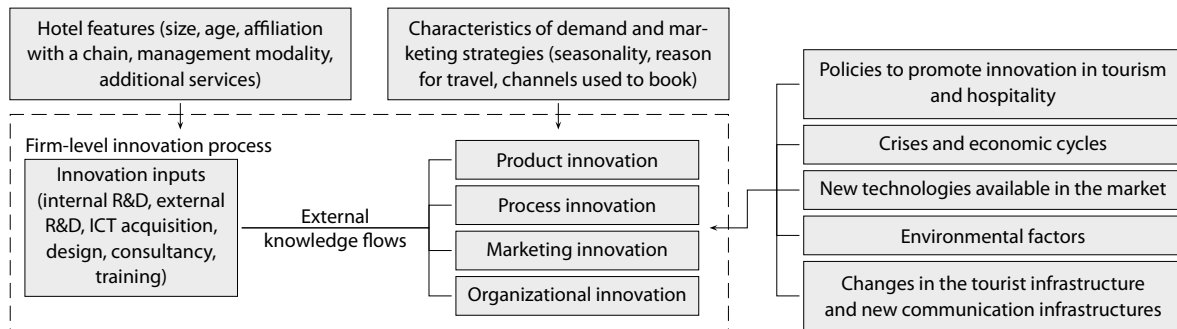 Hotel features (size, age, affiliation
with a chain, management modality,
additional services)
Characteristics of demand and mar-
keting strategies (seasonality, reason
for travel, channels used to book)
Firm-level innovation process
Innovation inputs
(internal R&D, external
R&D, ICT acquisition,
design, consultancy,
training)
External
knowledge flows
Product innovation
Process innovation
Marketing innovation
Organizational innovation
Policies to promote innovation in tourism
and hospitality
Crises and economic cycles
New technologies available in the market
Environmental factors
Changes in the tourist infrastructure
and new communication infrastructures